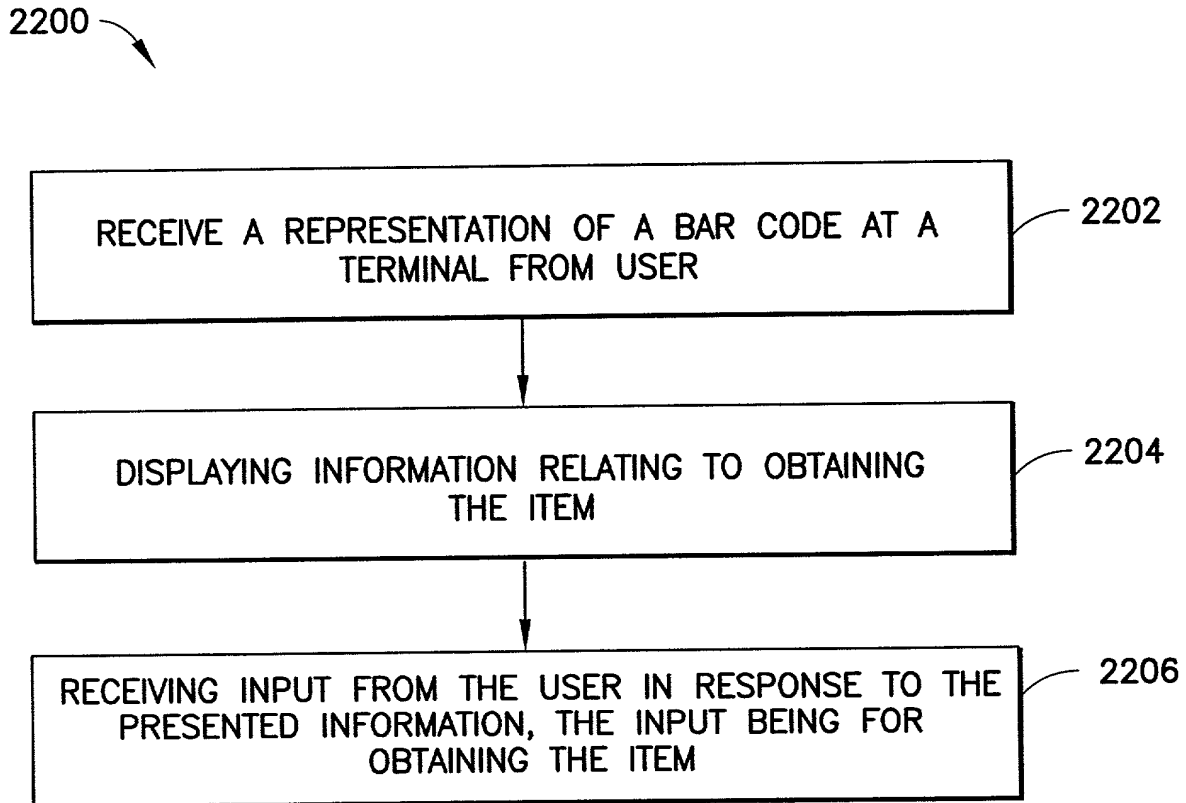 2200
RECEIVE A REPRESENTATION OF A BAR CODE AT A
TERMINAL FROM USER
2202
DISPLAYING INFORMATION RELATING TO OBTAINING
THE ITEM
2204
RECEIVING INPUT FROM THE USER IN RESPONSE TO THE
PRESENTED INFORMATION, THE INPUT BEING FOR
OBTAINING THE ITEM
2206